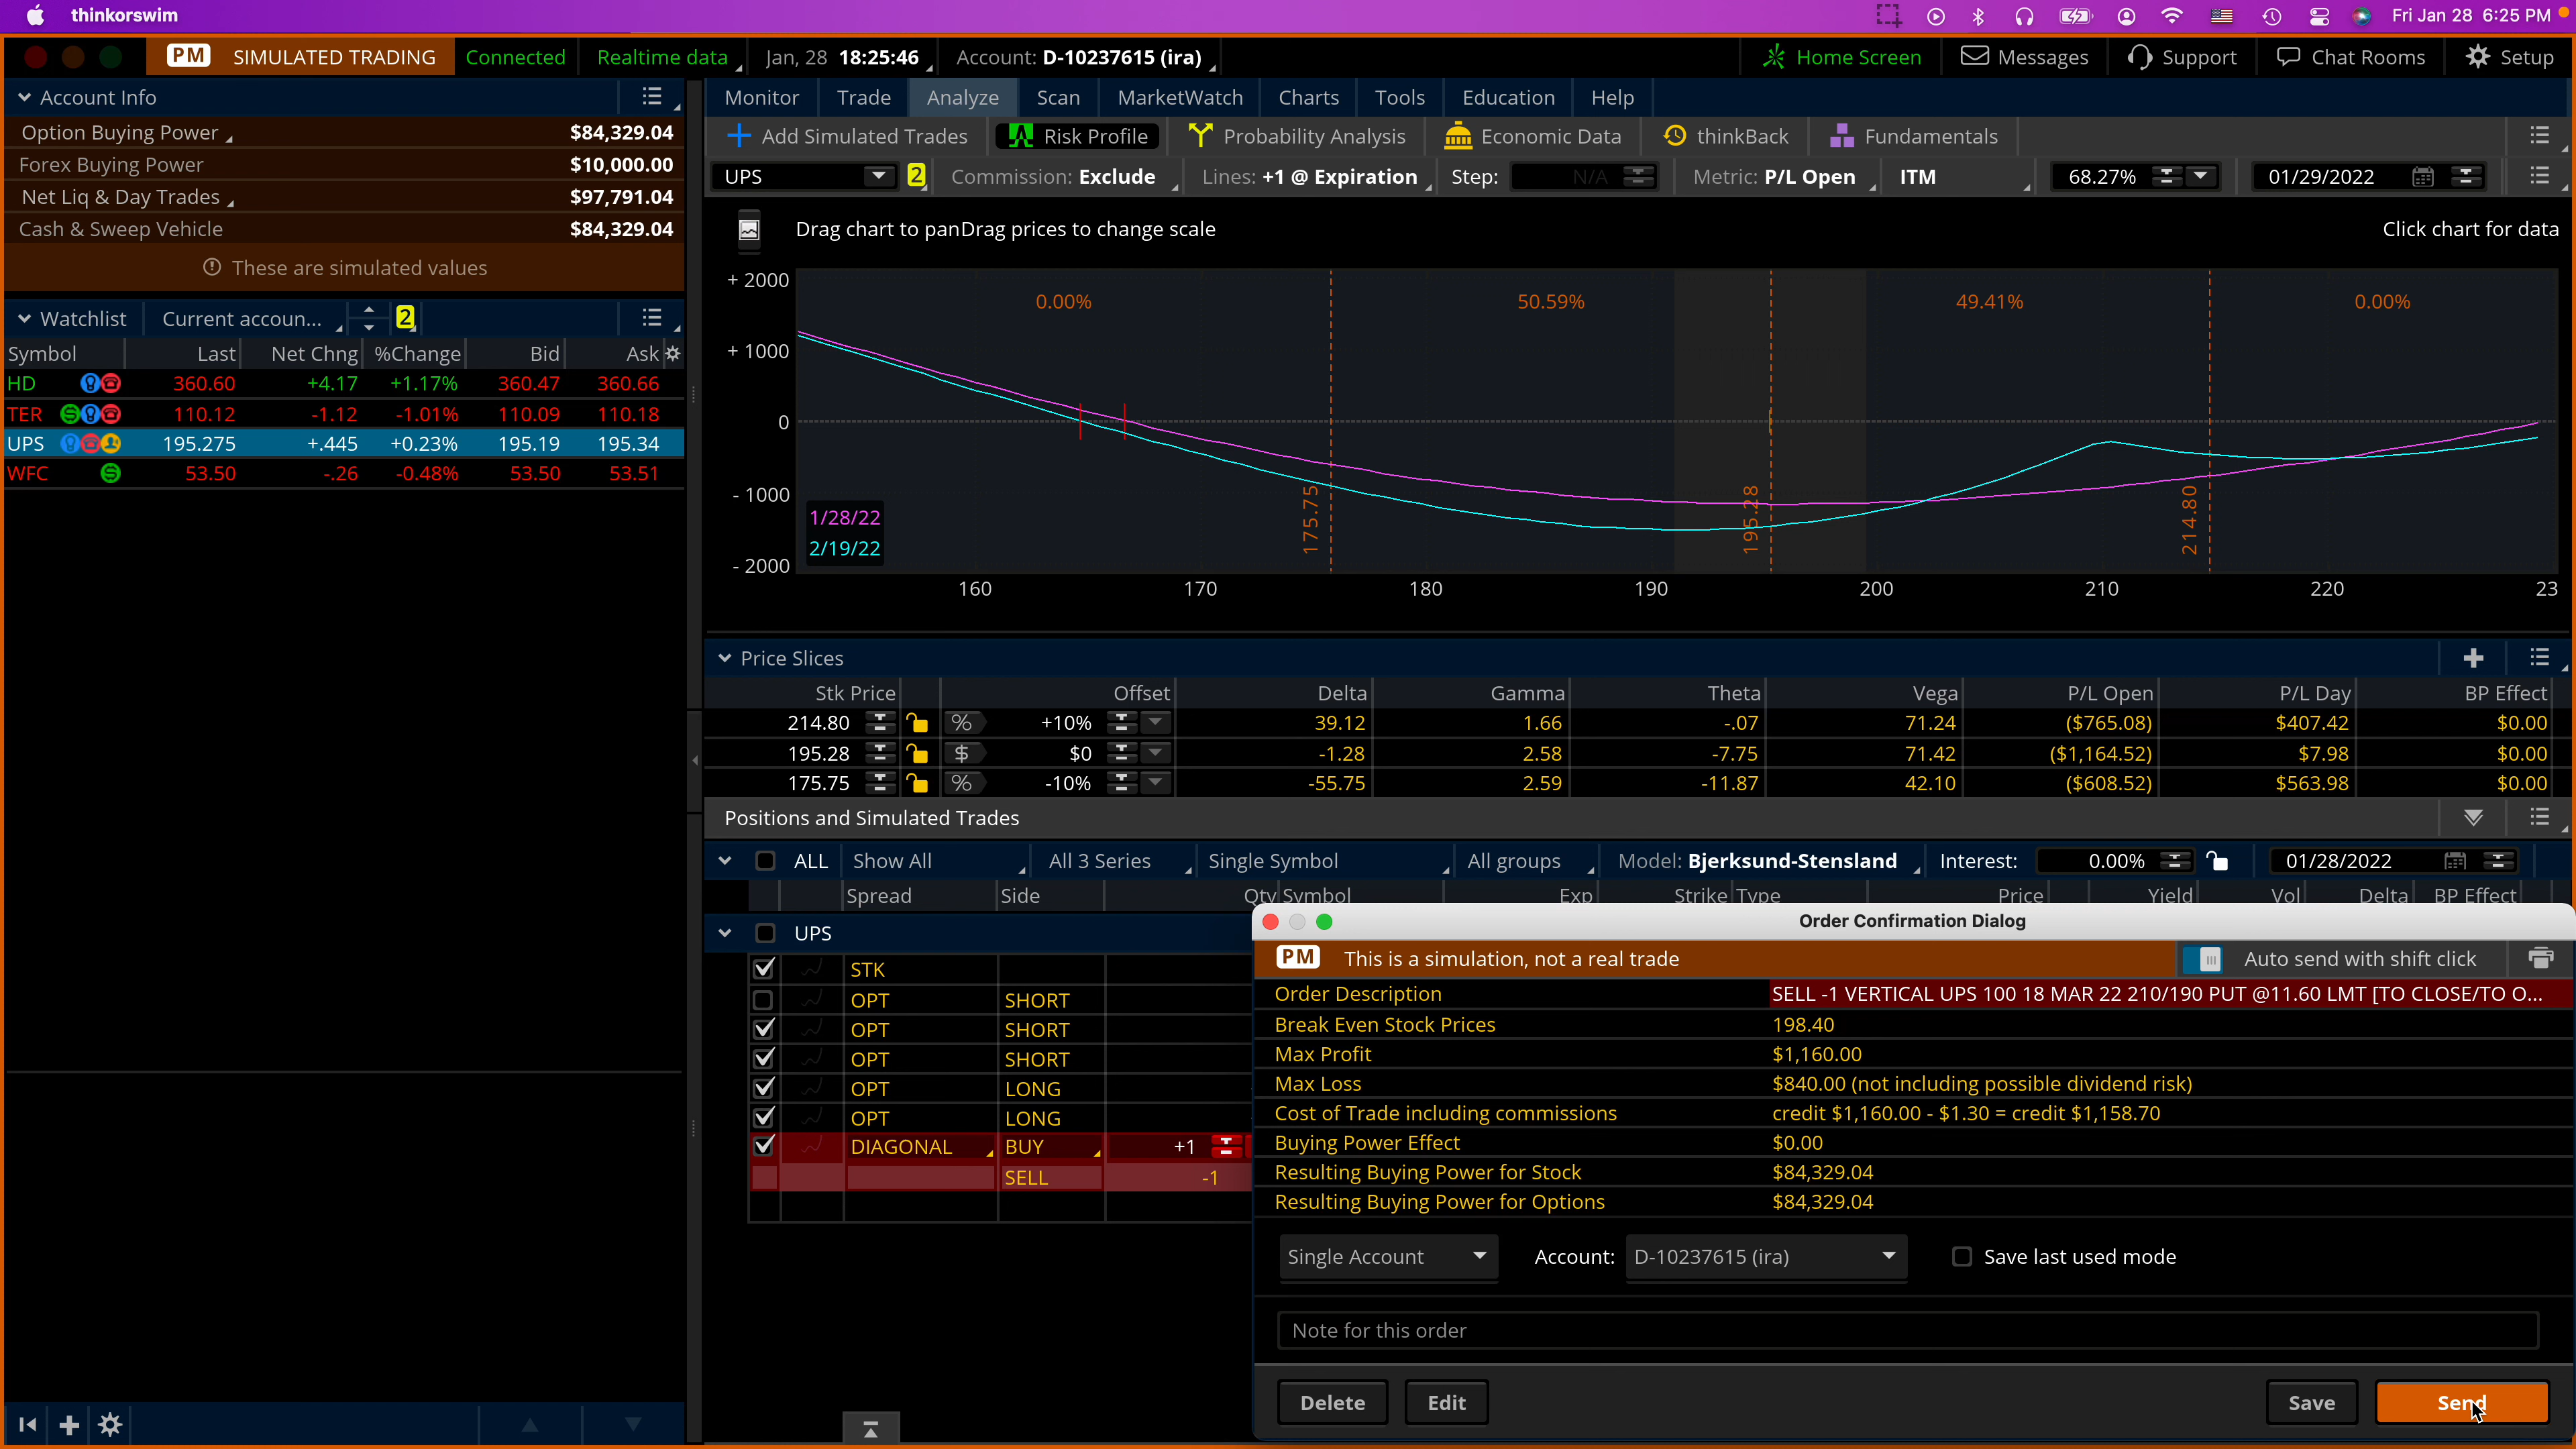 thinkorswim Fri Jan 28 6:25 PM
PM SIMULATED TRADING Connected Realtime data Jan, 28 18:25:46 Account: D-10237615 (ira) Home Screen Messages Support Chat Rooms Setup
Account Info
Option Buying Power $84,329.04
Forex Buying Power $10,000.00
Net Liq & Day Trades $97,791.04
Cash & Sweep Vehicle $84,329.04
These are simulated values
Watchlist Current accoun... 2
Symbol Last Net Chng %Change Bid Ask
HD 360.60 +4.17 +1.17% 360.47 360.66
TER 110.12 -1.12 -1.01% 110.09 110.18
UPS 195.275 +.445 +0.23% 195.19 195.34
WFC 53.50 -.26 -0.48% 53.50 53.51
Monitor Trade Analyze Scan MarketWatch Charts Tools Education Help
Add Simulated Trades Risk Profile Probability Analysis Economic Data thinkBack Fundamentals
UPS 2 Commission: Exclude Lines: +1 @ Expiration Step: N/A Metric: P/L Open ITM 68.27% 01/29/2022
Drag chart to panDrag prices to change scale Click chart for data
+ 2000
+ 1000
0
- 1000
- 2000
0.00% 50.59% 49.41% 0.00%
175.75 195.28 214.80
1/28/22
2/19/22
160 170 180 190 200 210 220 23
Price Slices
Stk Price Offset Delta Gamma Theta Vega P/L Open P/L Day BP Effect
214.80 % +10% 39.12 1.66 -.07 71.24 ($765.08) $407.42 $0.00
195.28 $ $0 -1.28 2.58 -7.75 71.42 ($1,164.52) $7.98 $0.00
175.75 % -10% -55.75 2.59 -11.87 42.10 ($608.52) $563.98 $0.00
Positions and Simulated Trades
ALL Show All All 3 Series Single Symbol All groups Model: Bjerksund-Stensland Interest: 0.00% 01/28/2022
Spread Side Qty Symbol Exp Strike Type Price Yield Vol Delta BP Effect
UPS
STK
OPT SHORT
OPT SHORT
OPT SHORT
OPT LONG
OPT LONG
DIAGONAL BUY +1
SELL -1
Order Confirmation Dialog
PM This is a simulation, not a real trade Auto send with shift click
Order Description SELL -1 VERTICAL UPS 100 18 MAR 22 210/190 PUT @11.60 LMT [TO CLOSE/TO O...
Break Even Stock Prices 198.40
Max Profit $1,160.00
Max Loss $840.00 (not including possible dividend risk)
Cost of Trade including commissions credit $1,160.00 - $1.30 = credit $1,158.70
Buying Power Effect $0.00
Resulting Buying Power for Stock $84,329.04
Resulting Buying Power for Options $84,329.04
Single Account Account: D-10237615 (ira) Save last used mode
Note for this order
Delete Edit Save Send